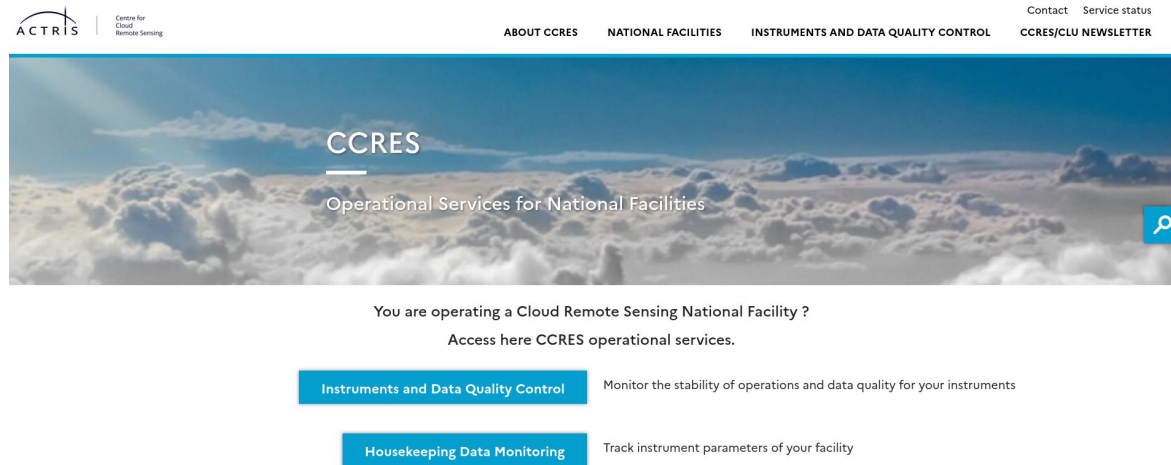 Contact Service status
ACTRIS
Centre for
Cloud
Remote Sensing
ABOUT CCRES NATIONAL FACILITIES INSTRUMENTS AND DATA QUALITY CONTROL CCRES/CLU NEWSLETTER
CCRES
Operational Services for National Facilities
You are operating a Cloud Remote Sensing National Facility ?
Access here CCRES operational services.
Instruments and Data Quality Control Monitor the stability of operations and data quality for your instruments
Housekeeping Data Monitoring Track instrument parameters of your facility